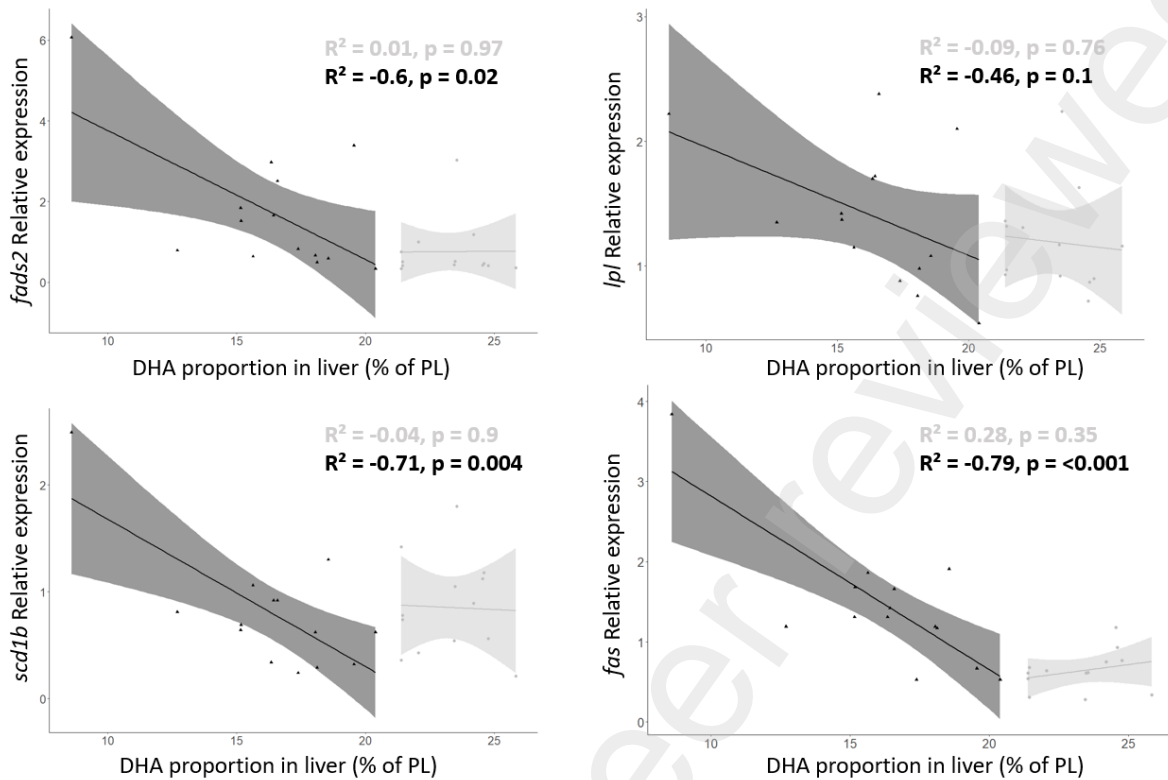 R² = 0.01, p = 0.97
R² = -0.6, p = 0.02
fads2 Relative expression
6
4
2
0
10
15
20
25
DHA proportion in liver (% of PL)
R² = -0.09, p = 0.76
R² = -0.46, p = 0.1
lpl Relative expression
3
2
1
10
15
20
25
DHA proportion in liver (% of PL)
R² = -0.04, p = 0.9
R² = -0.71, p = 0.004
scd1b Relative expression
2
1
0
10
15
20
25
DHA proportion in liver (% of PL)
R² = 0.28, p = 0.35
R² = -0.79, p = <0.001
fas Relative expression
4
3
2
1
0
10
15
20
25
DHA proportion in liver (% of PL)
eer reviewe